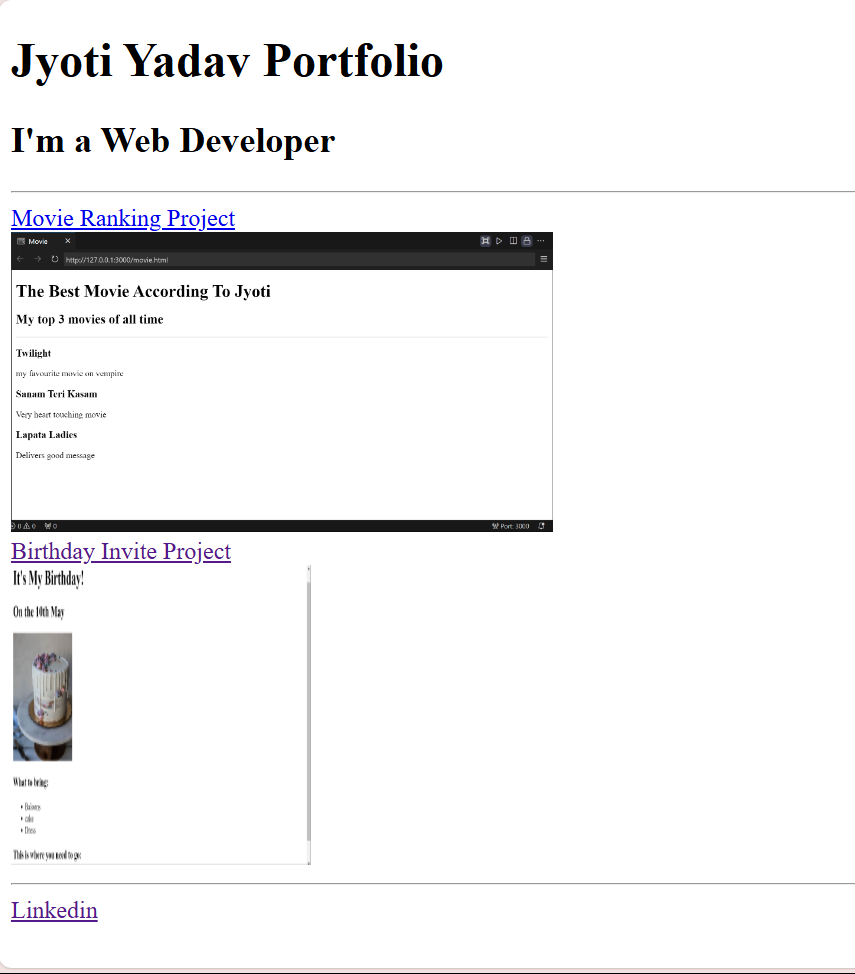 Jyoti Yadav Portfolio
I'm a Web Developer
Movie Ranking Project
Movie
http://127.0.0.1:3000/movie.html
The Best Movie According To Jyoti
My top 3 movies of all time
Twilight
my favourite movie on vempire
Sanam Teri Kasam
Very heart touching movie
Lapata Ladies
Delivers good message
0 0 0 Port: 3000
Birthday Invite Project
It's My Birthday!
On the 10th May
What to bring:
• Baloons
• cake
• Dress
This is where you need to go:
Linkedin